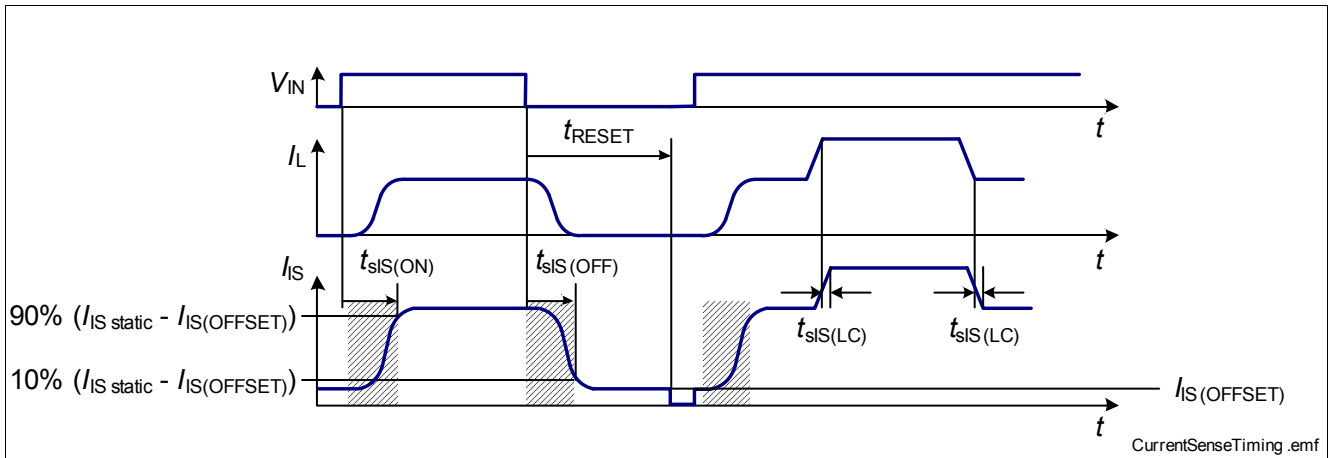 VIN
t
tRESET
IL
t
IIS
tsIS(ON)
tsIS(OFF)
90% (IIS static - IIS(OFFSET))
tsIS(LC)
tsIS(LC)
10% (IIS static - IIS(OFFSET))
IIS(OFFSET)
t
CurrentSenseTiming .emf